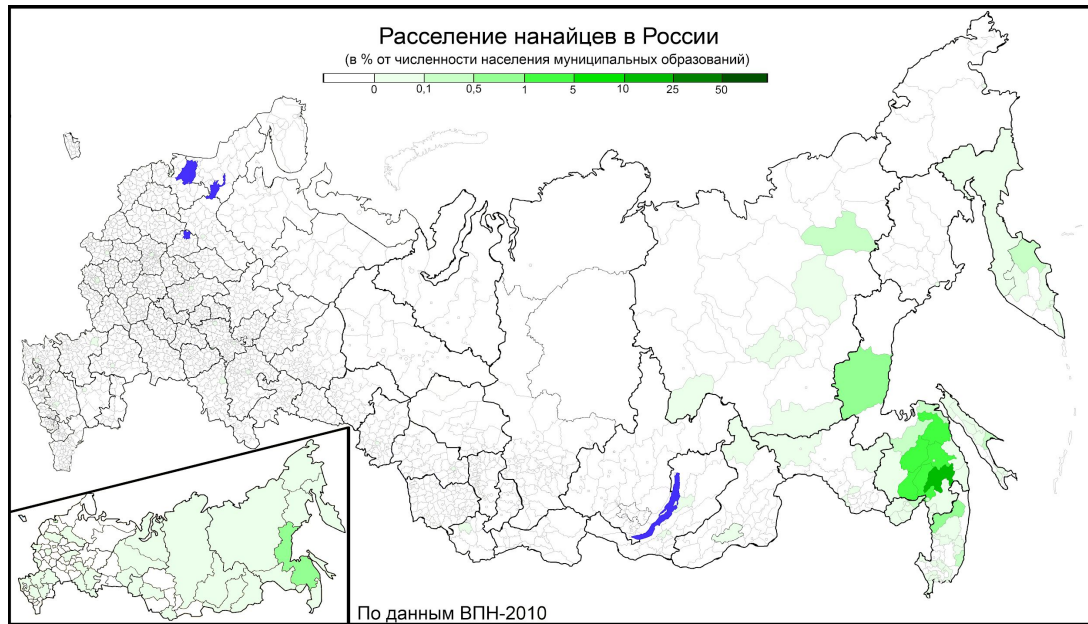 Расселение нанайцев в России
(в % от численности населения муниципальных образований)
0 0,1 0,5 1 5 10 25 50
По данным ВПН-2010